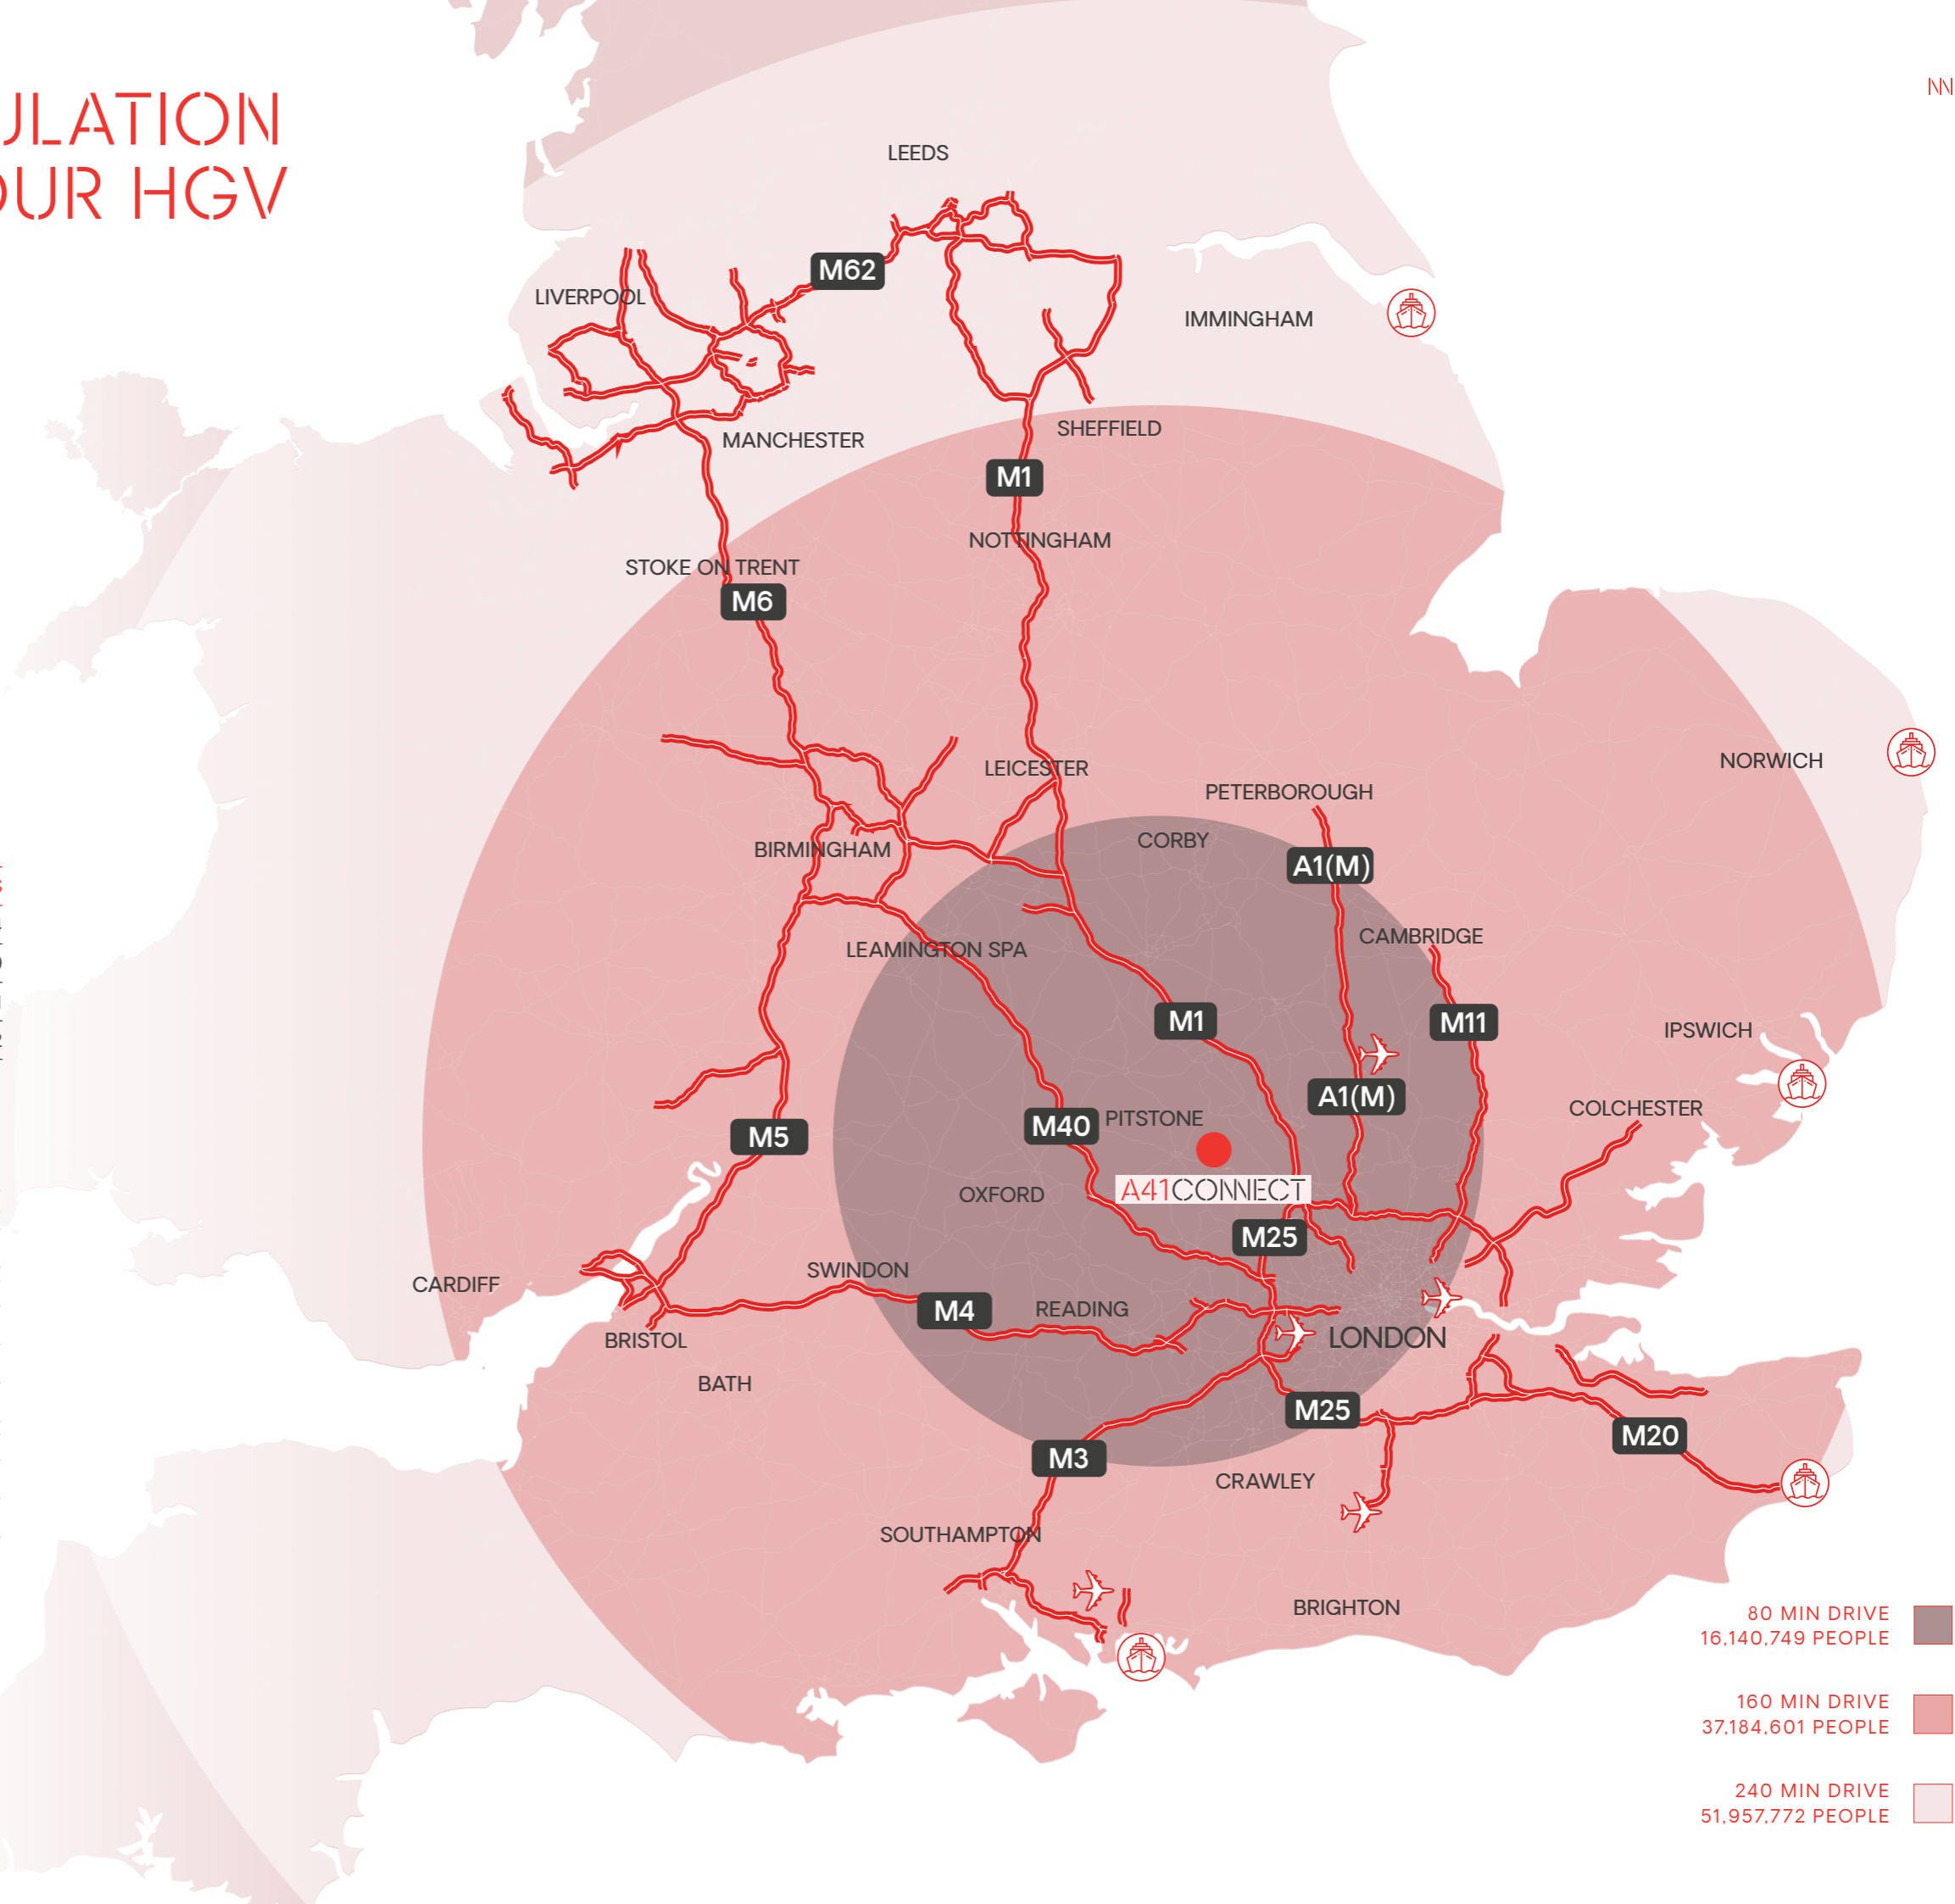 ULATION
OUR HGV
LEEDS
M62
LIVERPOOL
IMMINGHAM
SHEFFIELD
MANCHESTER
M1
NOTTINGHAM
STOKE ON TRENT
M6
NORWICH
LEICESTER
PETERBOROUGH
CORBY
BIRMINGHAM
A1(M)
CAMBRIDGE
LEAMINGTON SPA
M1
M11
IPSWICH
A1(M)
COLCHESTER
PITSTONE
M40
M5
A41CONNECT
OXFORD
M25
SWINDON
CARDIFF
M4
READING
LONDON
BRISTOL
BATH
M25
M20
M3
CRAWLEY
SOUTHAMPTON
BRIGHTON
80 MIN DRIVE
16,140,749 PEOPLE
160 MIN DRIVE
37,184,601 PEOPLE
240 MIN DRIVE
51,957,772 PEOPLE